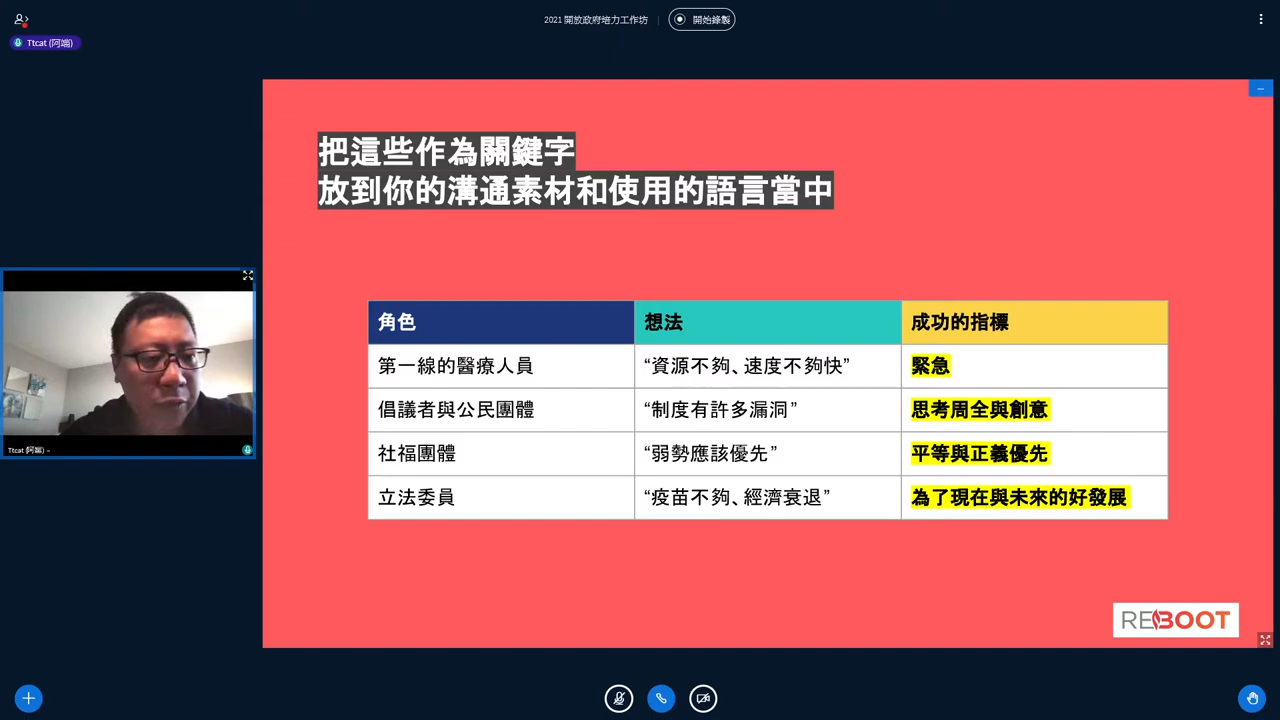 2021 開放政府培力工作坊
開始錄製
Ttcat (阿端)
把這些作為關鍵字
放到你的溝通素材和使用的語言當中
角色 想法 成功的指標
第一線的醫療人員 “資源不夠、速度不夠快” 緊急
倡議者與公民團體 “制度有許多漏洞” 思考周全與創意
社福團體 “弱勢應該優先” 平等與正義優先
立法委員 “疫苗不夠、經濟衰退” 為了現在與未來的好發展
Ttcat (阿端)
REBOOT